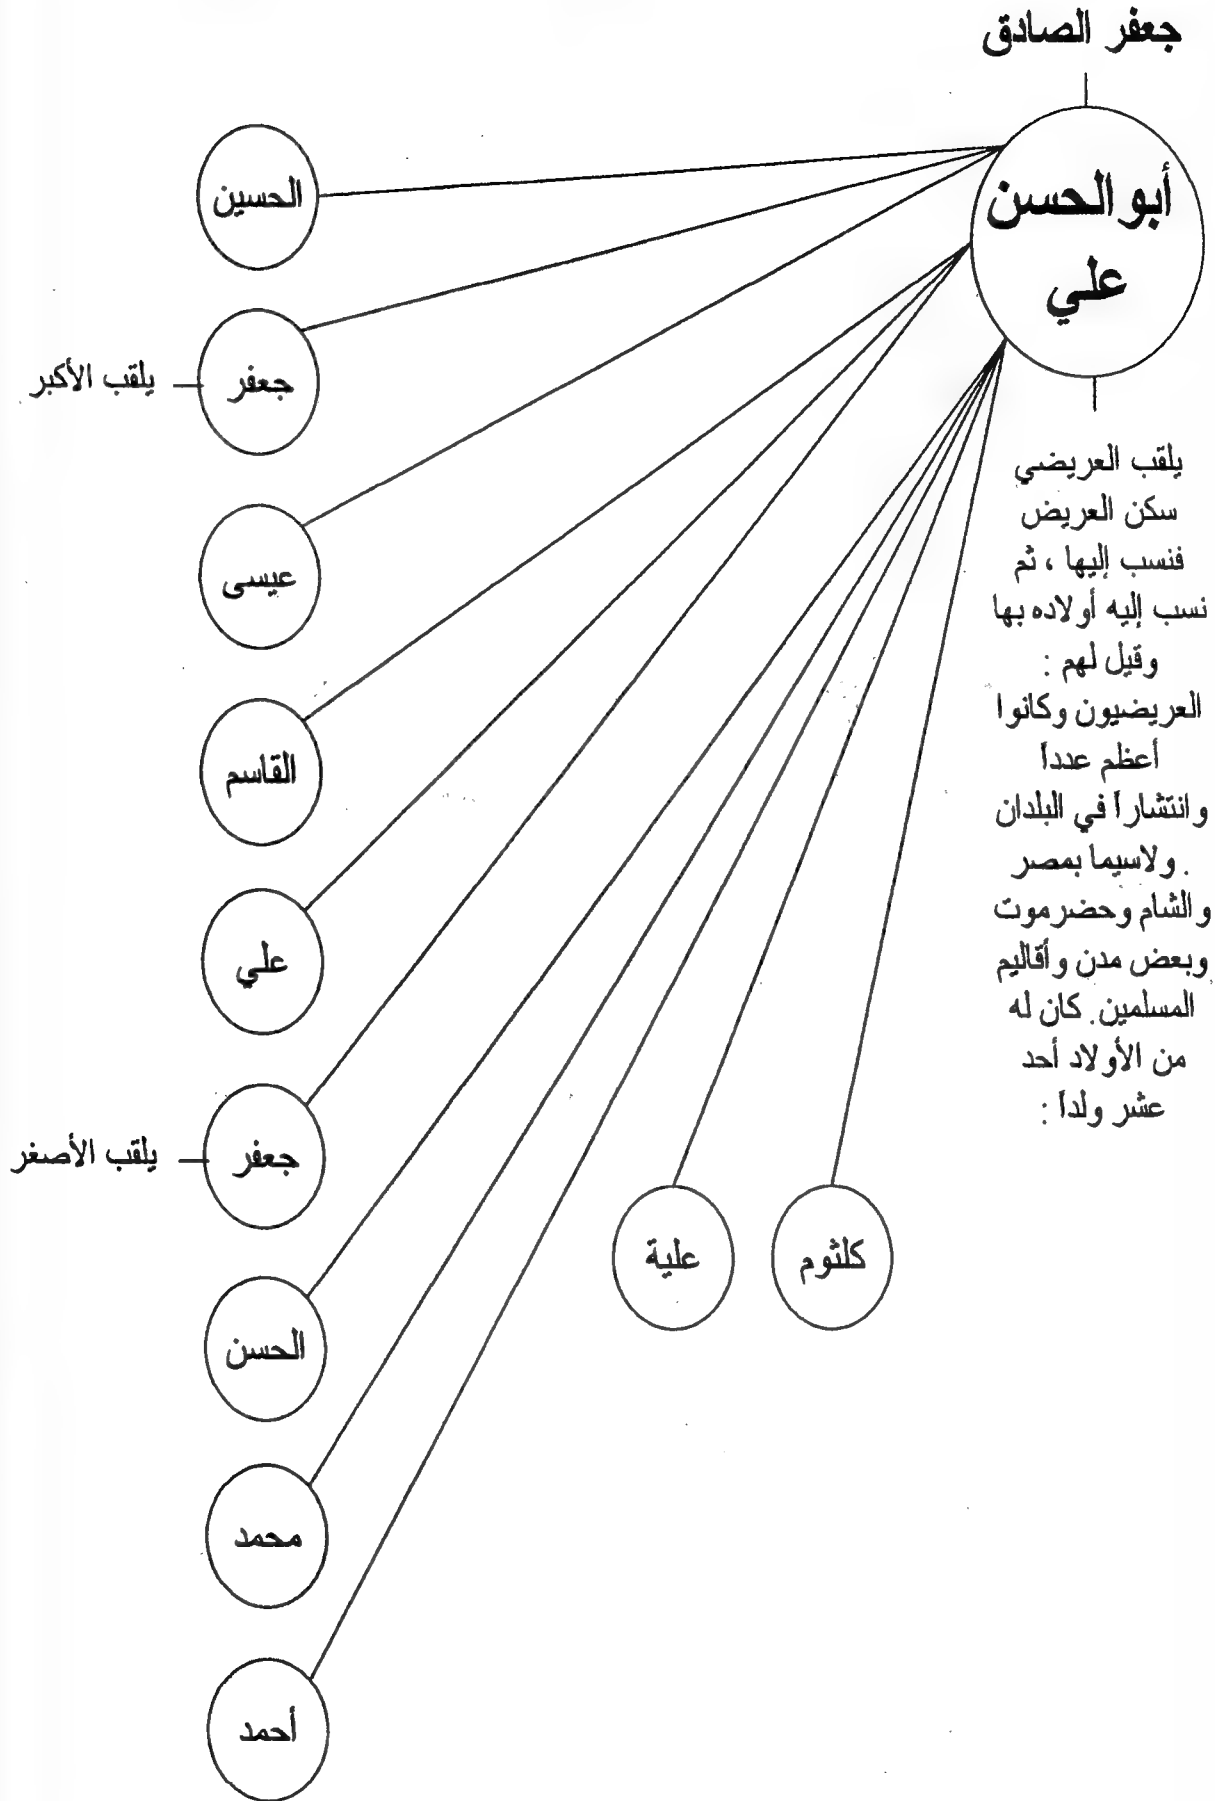 جعفر الصادق
أبو الحسن
علي
يلقب العريضي
سكن العريض
فنسب إليها ، ثم
نسب إليه أولاده بها
وقيل لهم :
العريضيون وكانوا
أعظم عدداً
وانتشاراً في البلدان
. ولاسيما بمصر
والشام وحضرموت
وبعض مدن وأقاليم
المسلمين. كان له
من الأولاد أحد
عشر ولداً :
الحسين
جعفر
يلقب الأكبر
عيسى
القاسم
علي
جعفر
يلقب الأصغر
الحسن
محمد
أحمد
كلثوم
علية